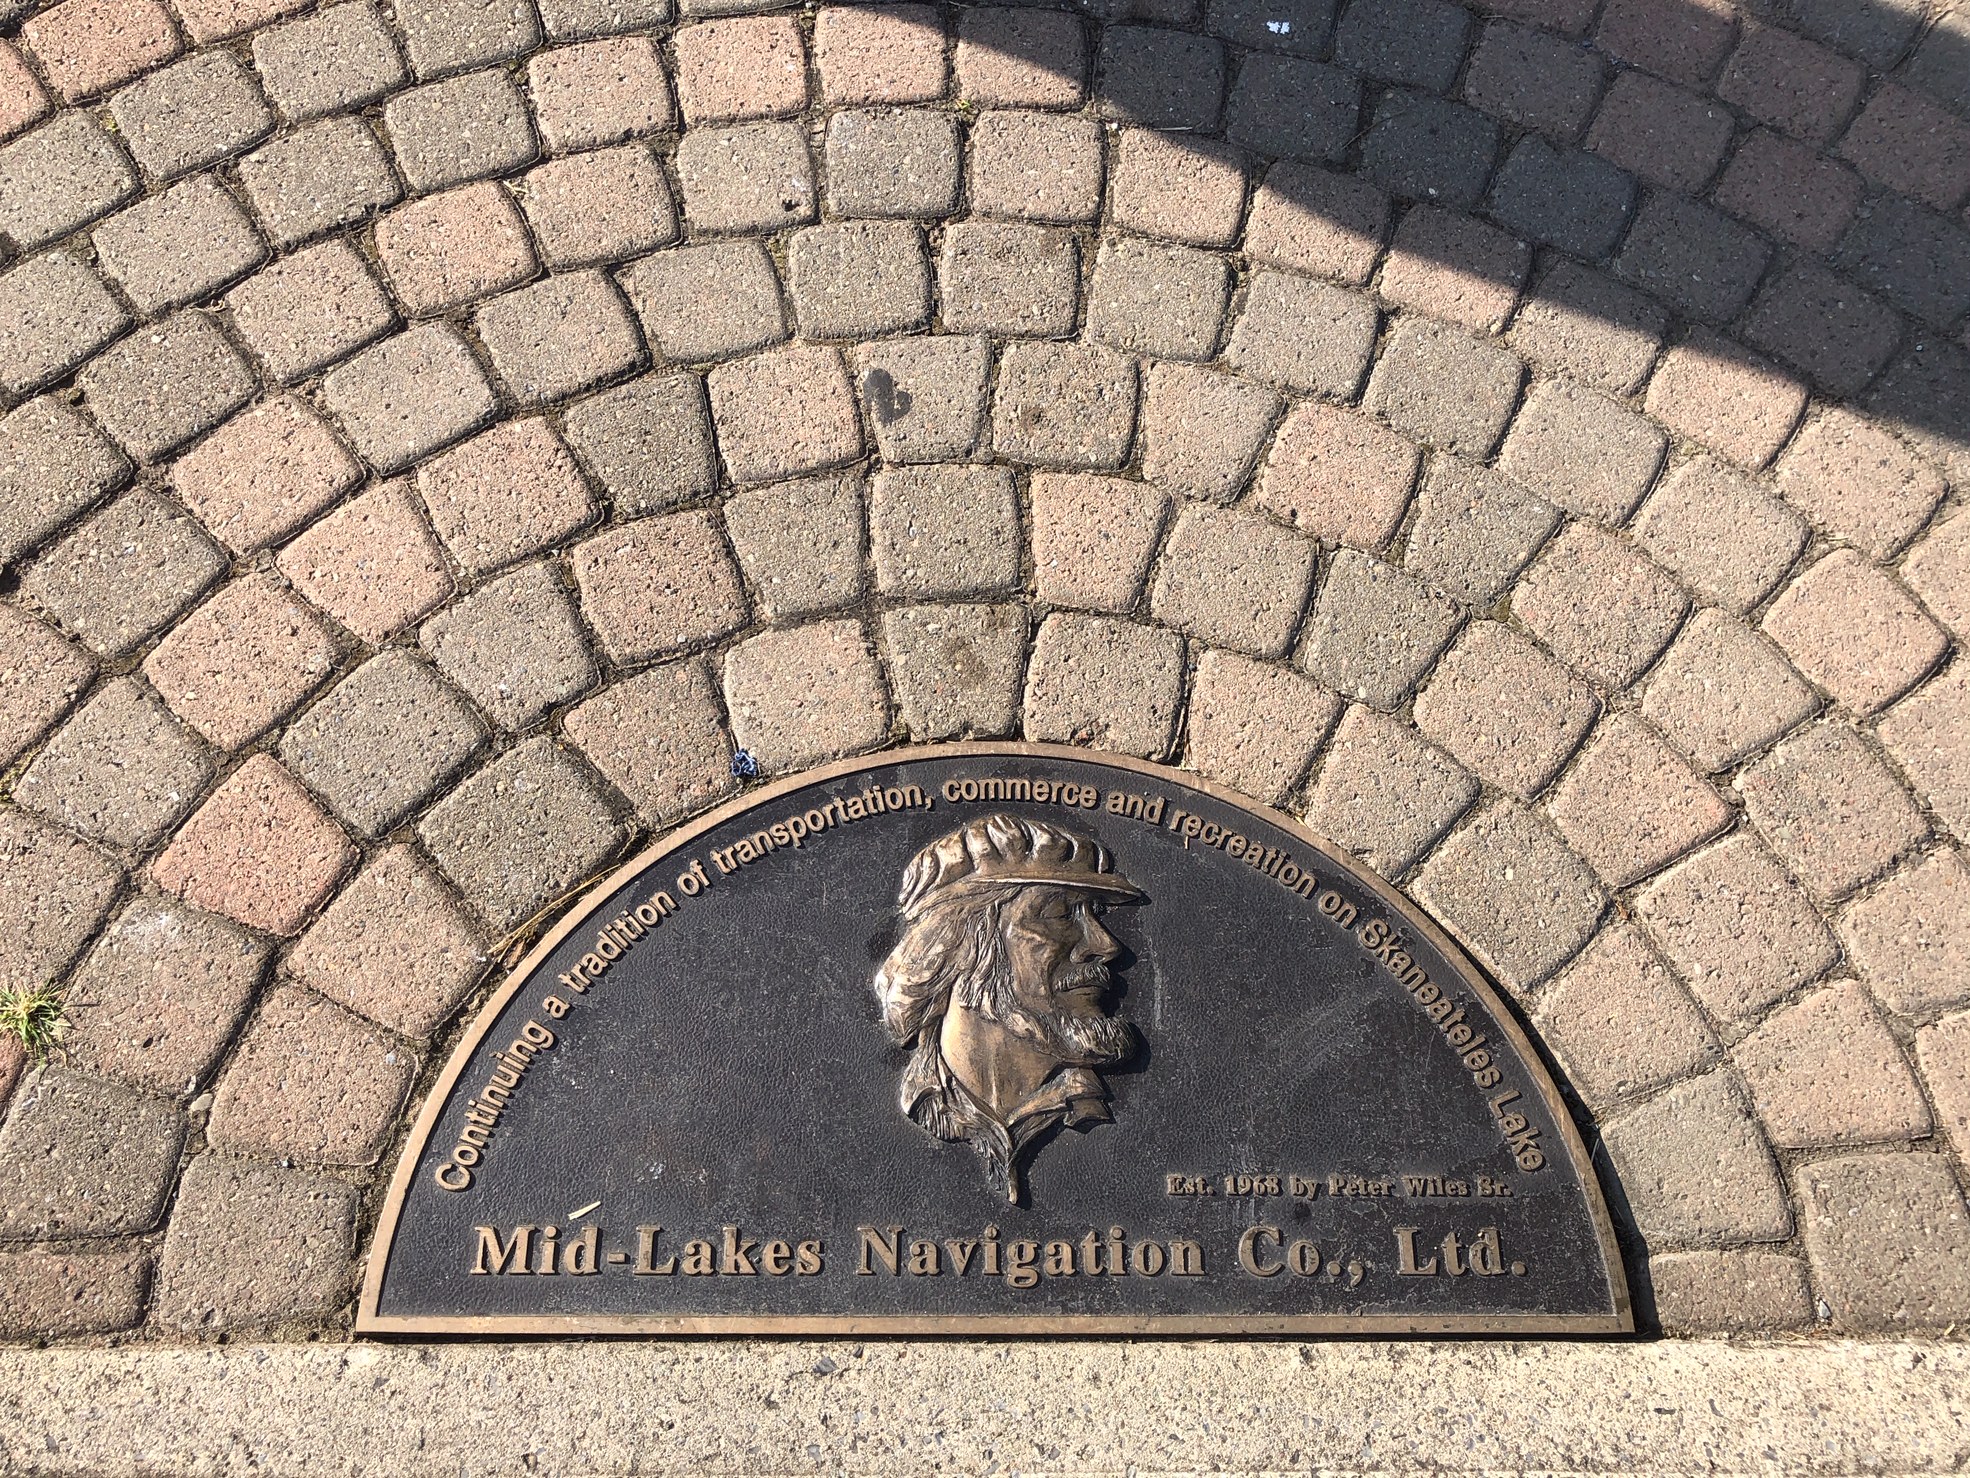 Continuing a tradition of transportation, commerce and recreation on Skaneateles Lake
Est. 1968 by Peter Wiles Sr.
Mid-Lakes Navigation Co., Ltd.